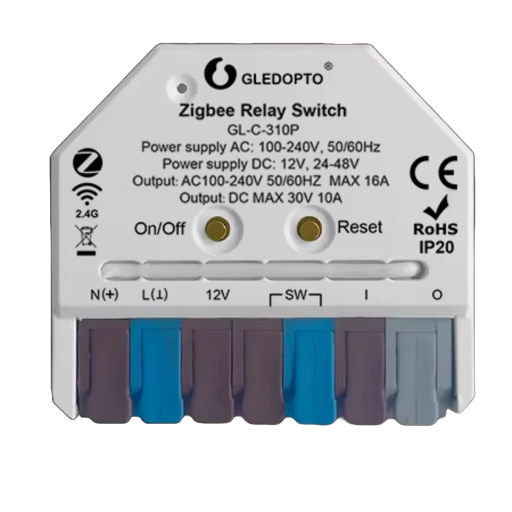 GLEDOPTO®
Zigbee Relay Switch
GL-C-310P
Power supply AC: 100-240V, 50/60Hz
Power supply DC: 12V, 24-48V
Output: AC100-240V 50/60HZ MAX 16A
Output: DC MAX 30V 10A
2.4G
CE
RoHS
IP20
On/Off
Reset
N(+) L(⊥) 12V SW I O